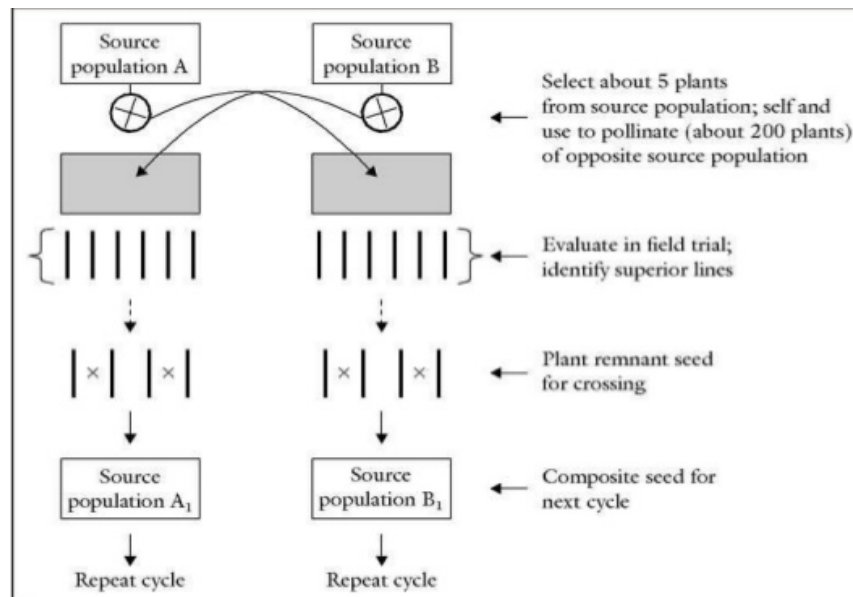 Source
population A
Source
population B
Select about 5 plants
from source population; self and
use to pollinate (about 200 plants)
of opposite source population
Evaluate in field trial;
identify superior lines
× ×
× ×
Plant remnant seed
for crossing
Source
population A₁
Source
population B₁
Composite seed for
next cycle
Repeat cycle
Repeat cycle